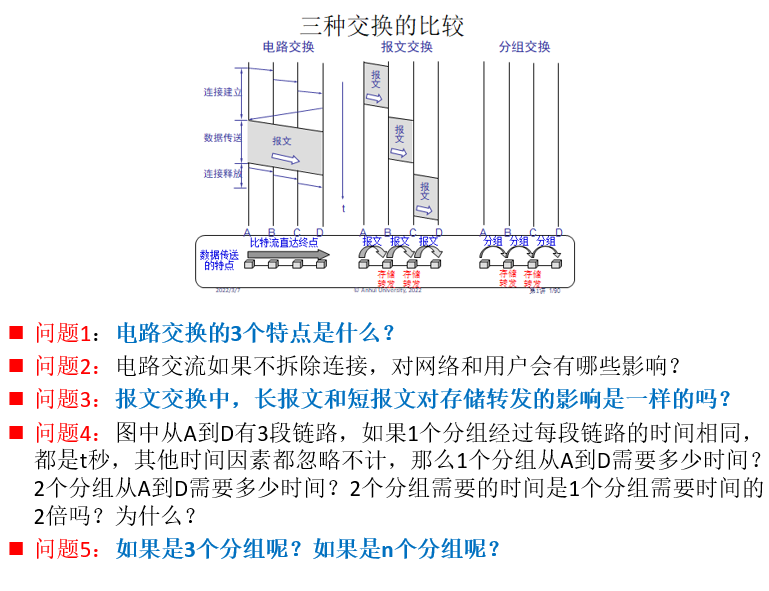 三种交换的比较
电路交换 报文交换 分组交换
连接建立
数据传送
连接释放
报文
报文
报文
报文
t
A B C D A B C D A B C D
数据传送的特点
比特流直达终点
报文 报文 报文
分组 分组 分组
存储转发 存储转发
存储转发 存储转发
2022/3/7 © Anhui University, 2022 第1讲 1/90
问题1：电路交换的3个特点是什么？
问题2：电路交流如果不拆除连接，对网络和用户会有哪些影响？
问题3：报文交换中，长报文和短报文对存储转发的影响是一样的吗？
问题4：图中从A到D有3段链路，如果1个分组经过每段链路的时间相同，
都是t秒，其他时间因素都忽略不计，那么1个分组从A到D需要多少时间？
2个分组从A到D需要多少时间？2个分组需要的时间是1个分组需要时间的
2倍吗？为什么？
问题5：如果是3个分组呢？如果是n个分组呢？